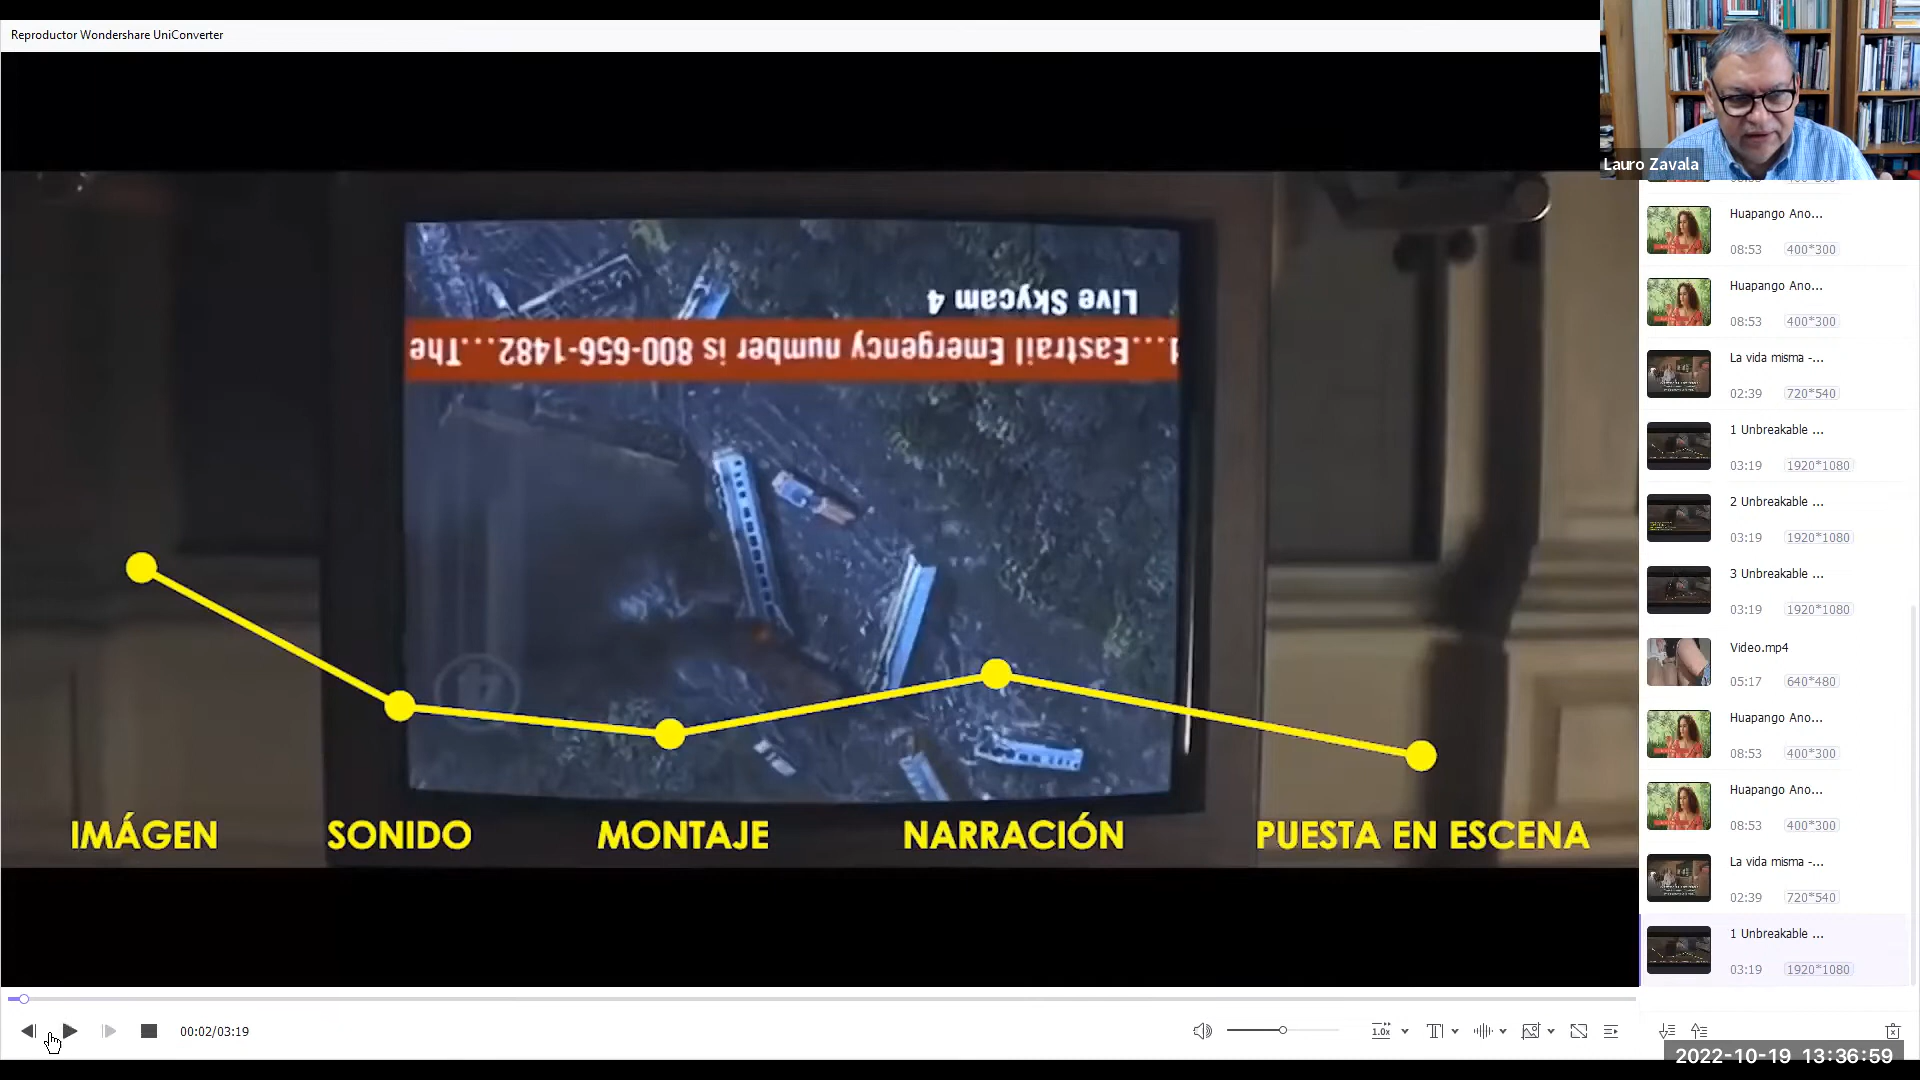 Reproductor Wondershare UniConverter
Lauro Zavala
Live Skycam 4
...Eastrail Emergency number is 800-656-1482...The
IMÁGEN
SONIDO
MONTAJE
NARRACIÓN
PUESTA EN ESCENA
Huapango Ano...
08:53 400*300
Huapango Ano...
08:53 400*300
La vida misma -...
02:39 720*540
1 Unbreakable ...
03:19 1920*1080
2 Unbreakable ...
03:19 1920*1080
3 Unbreakable ...
03:19 1920*1080
Video.mp4
05:17 640*480
Huapango Ano...
08:53 400*300
Huapango Ano...
08:53 400*300
La vida misma -...
02:39 720*540
1 Unbreakable ...
03:19 1920*1080
00:02/03:19
1.0x
2022-10-19 13:36:59